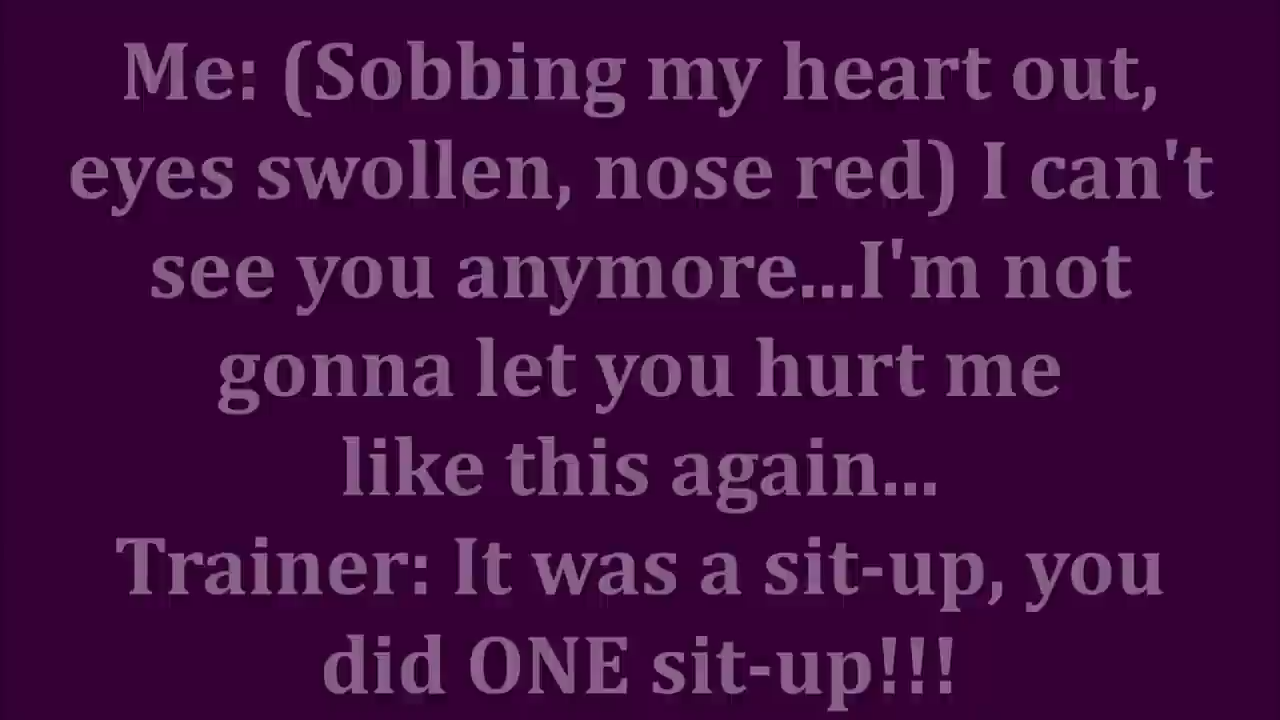 Me: (Sobbing my heart out,
eyes swollen, nose red) I can't
see you anymore...I'm not
gonna let you hurt me
like this again...
Trainer: It was a sit-up, you
did ONE sit-up!!!